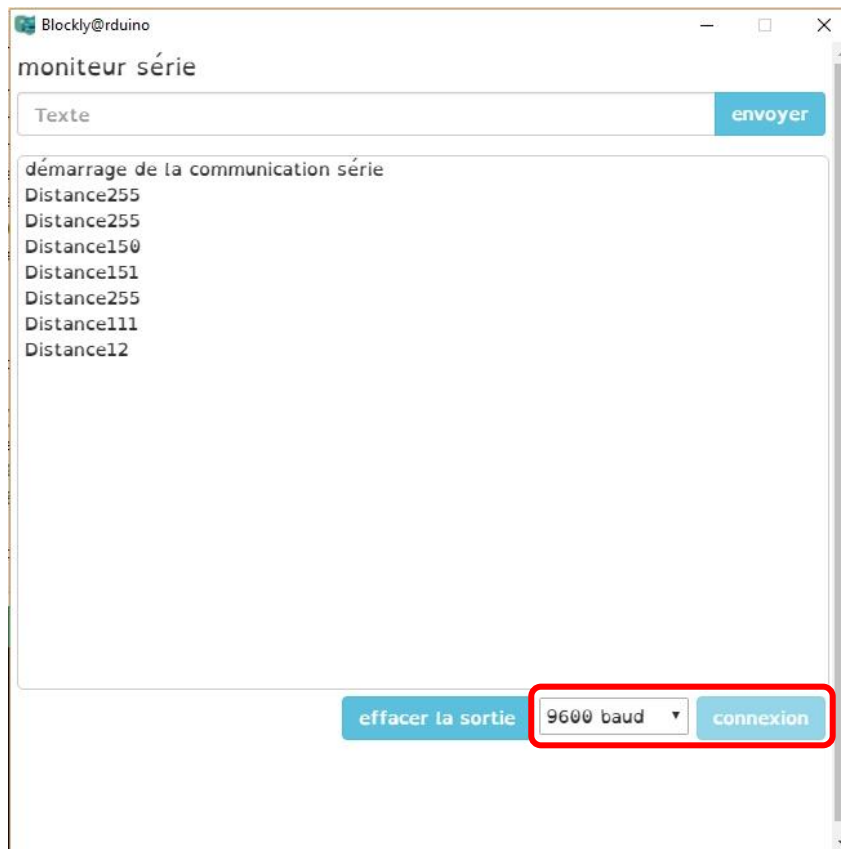 Blockly@rduino
moniteur série
Texte
envoyer
démarrage de la communication série
Distance255
Distance255
Distance150
Distance151
Distance255
Distance111
Distance12
effacer la sortie
9600 baud
connexion